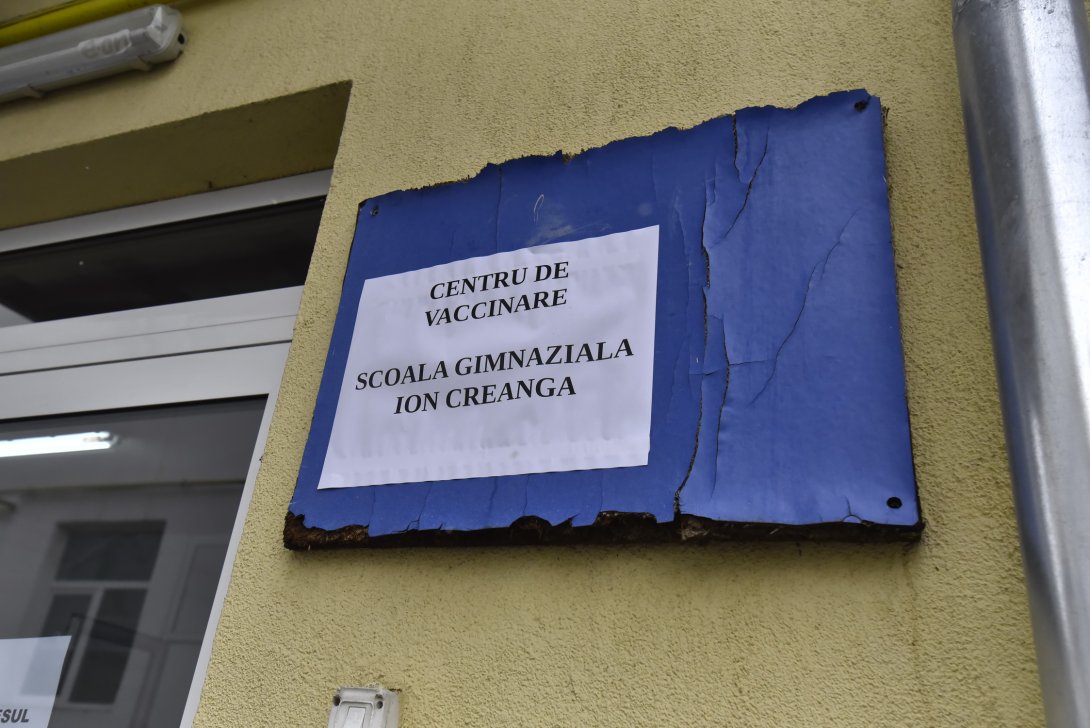 CENTRU DE
VACCINARE
SCOALA GIMNAZIALA
ION CREANGA